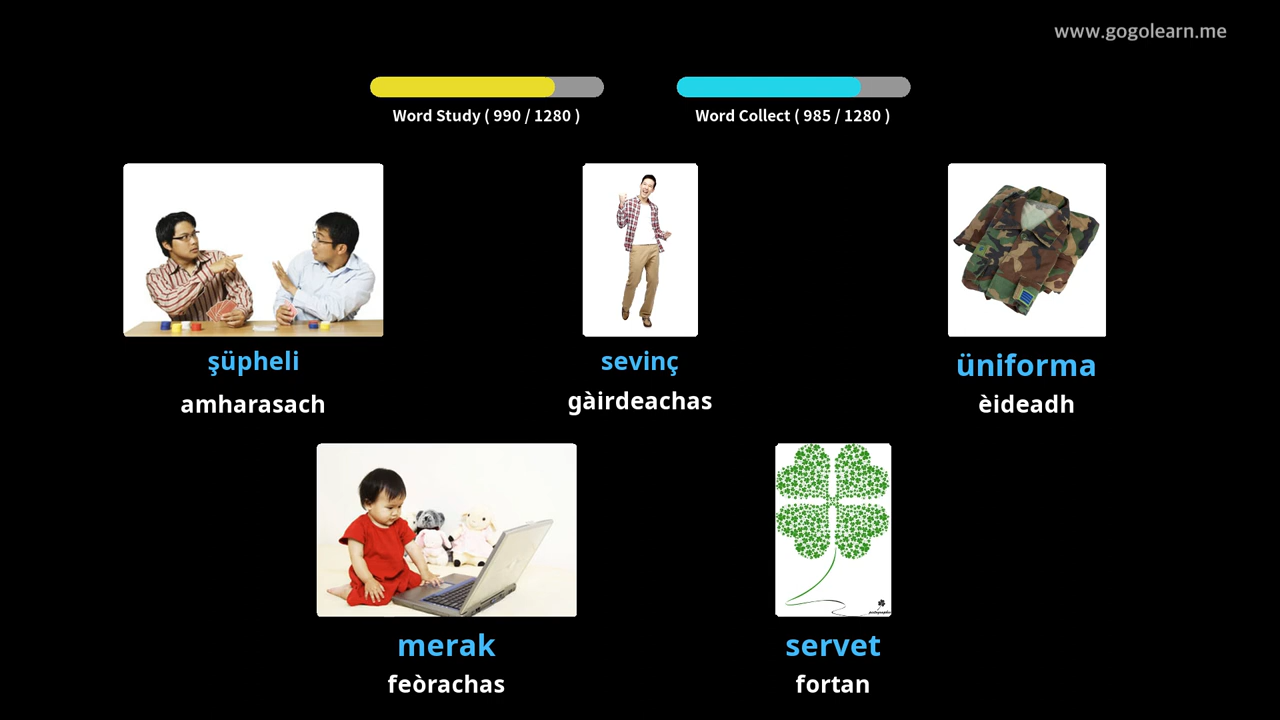 www.gogolearn.me
Word Study ( 990 / 1280 )
Word Collect ( 985 / 1280 )
şüpheli
amharasach
sevinç
gàirdeachas
üniforma
èideadh
merak
feòrachas
servet
fortan